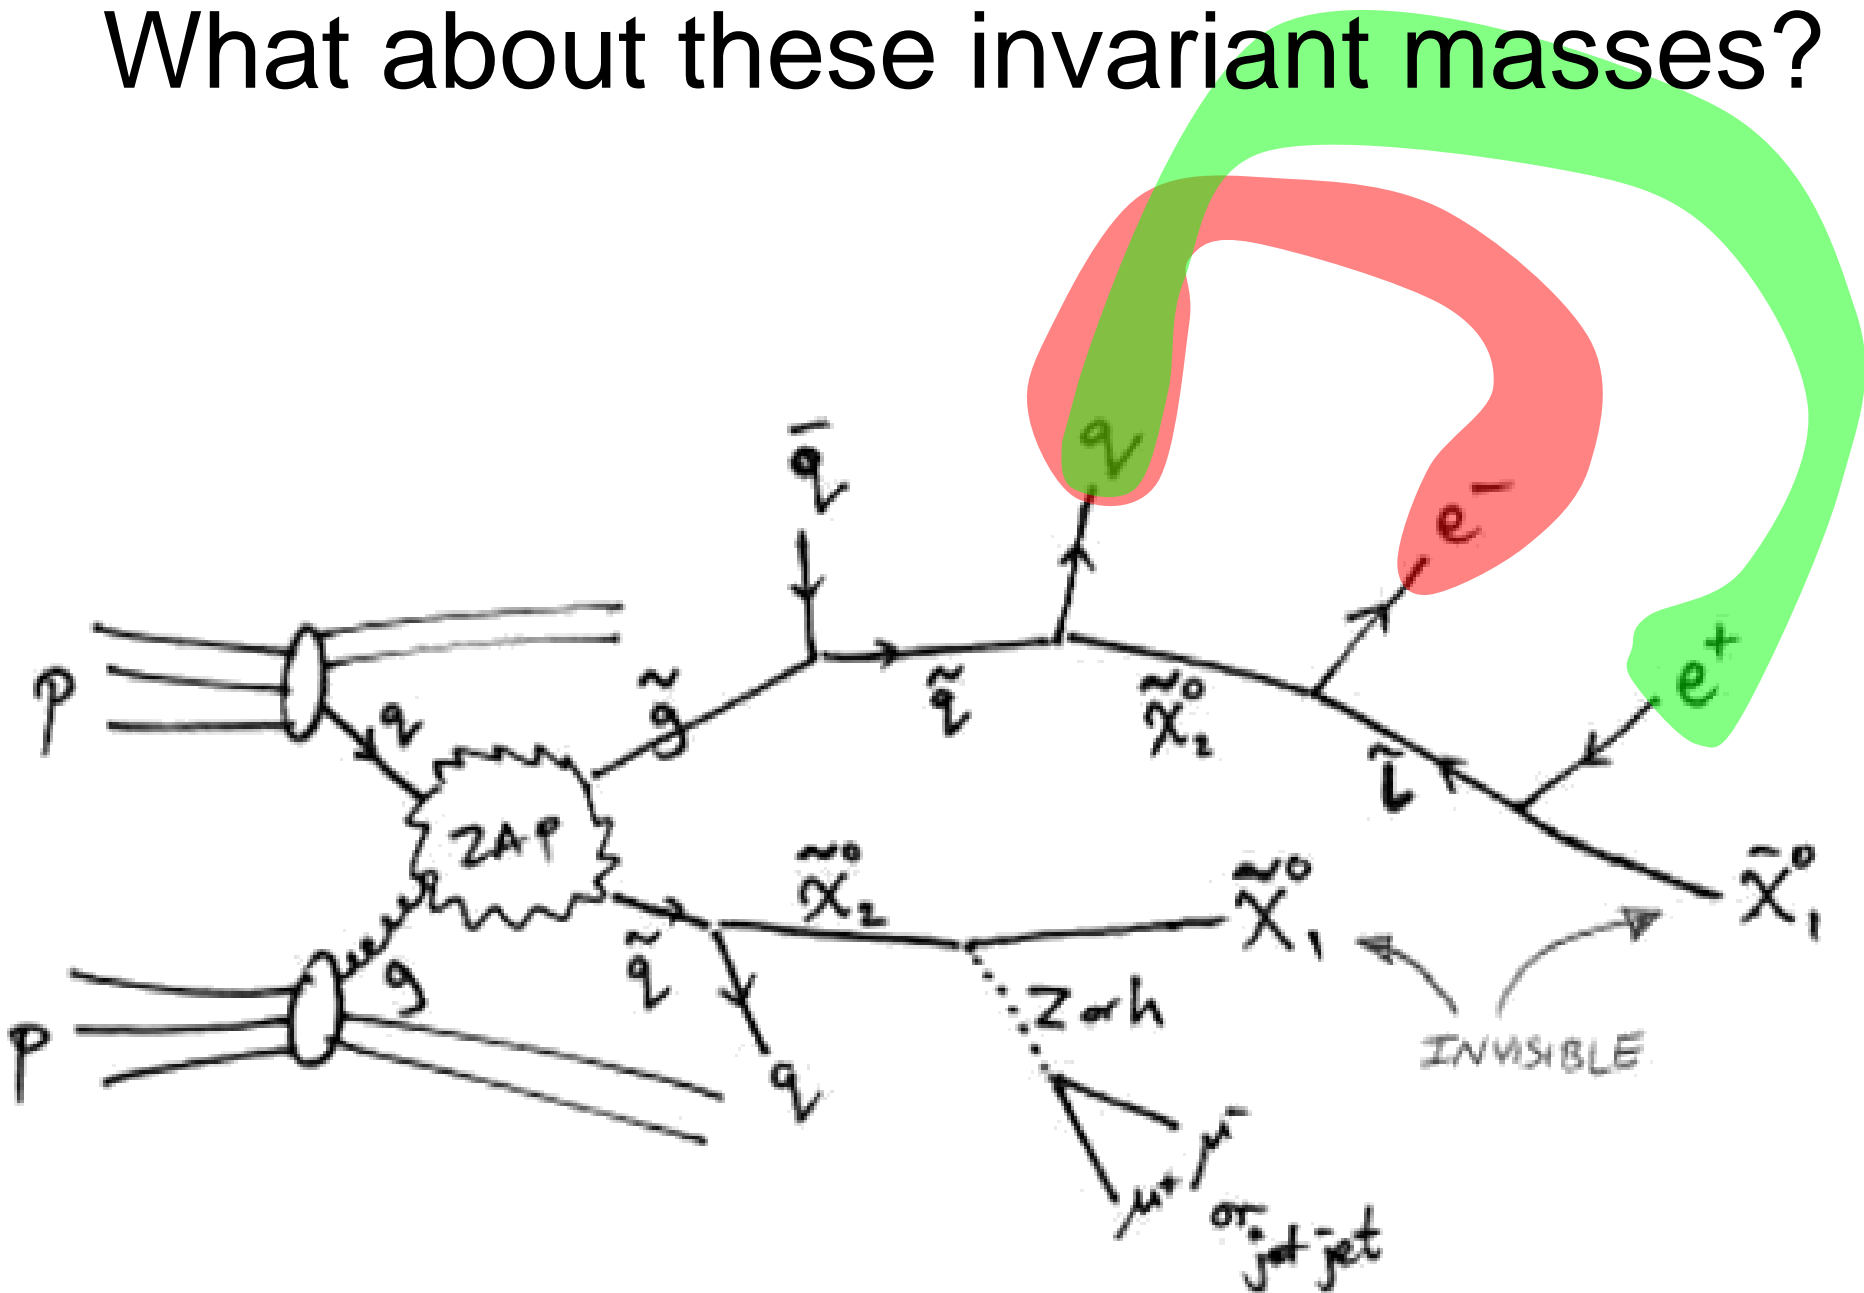 What about these invariant masses?
q̄
q
e⁻
e⁺
p
q
g̃
q̃
χ̃⁰₂
l̃
ZAP
χ̃⁰₂
χ̃⁰₁
χ̄⁰₁
g
q̃
Z or h
INVISIBLE
p
q
μ⁻
μ⁺
or
jet jet